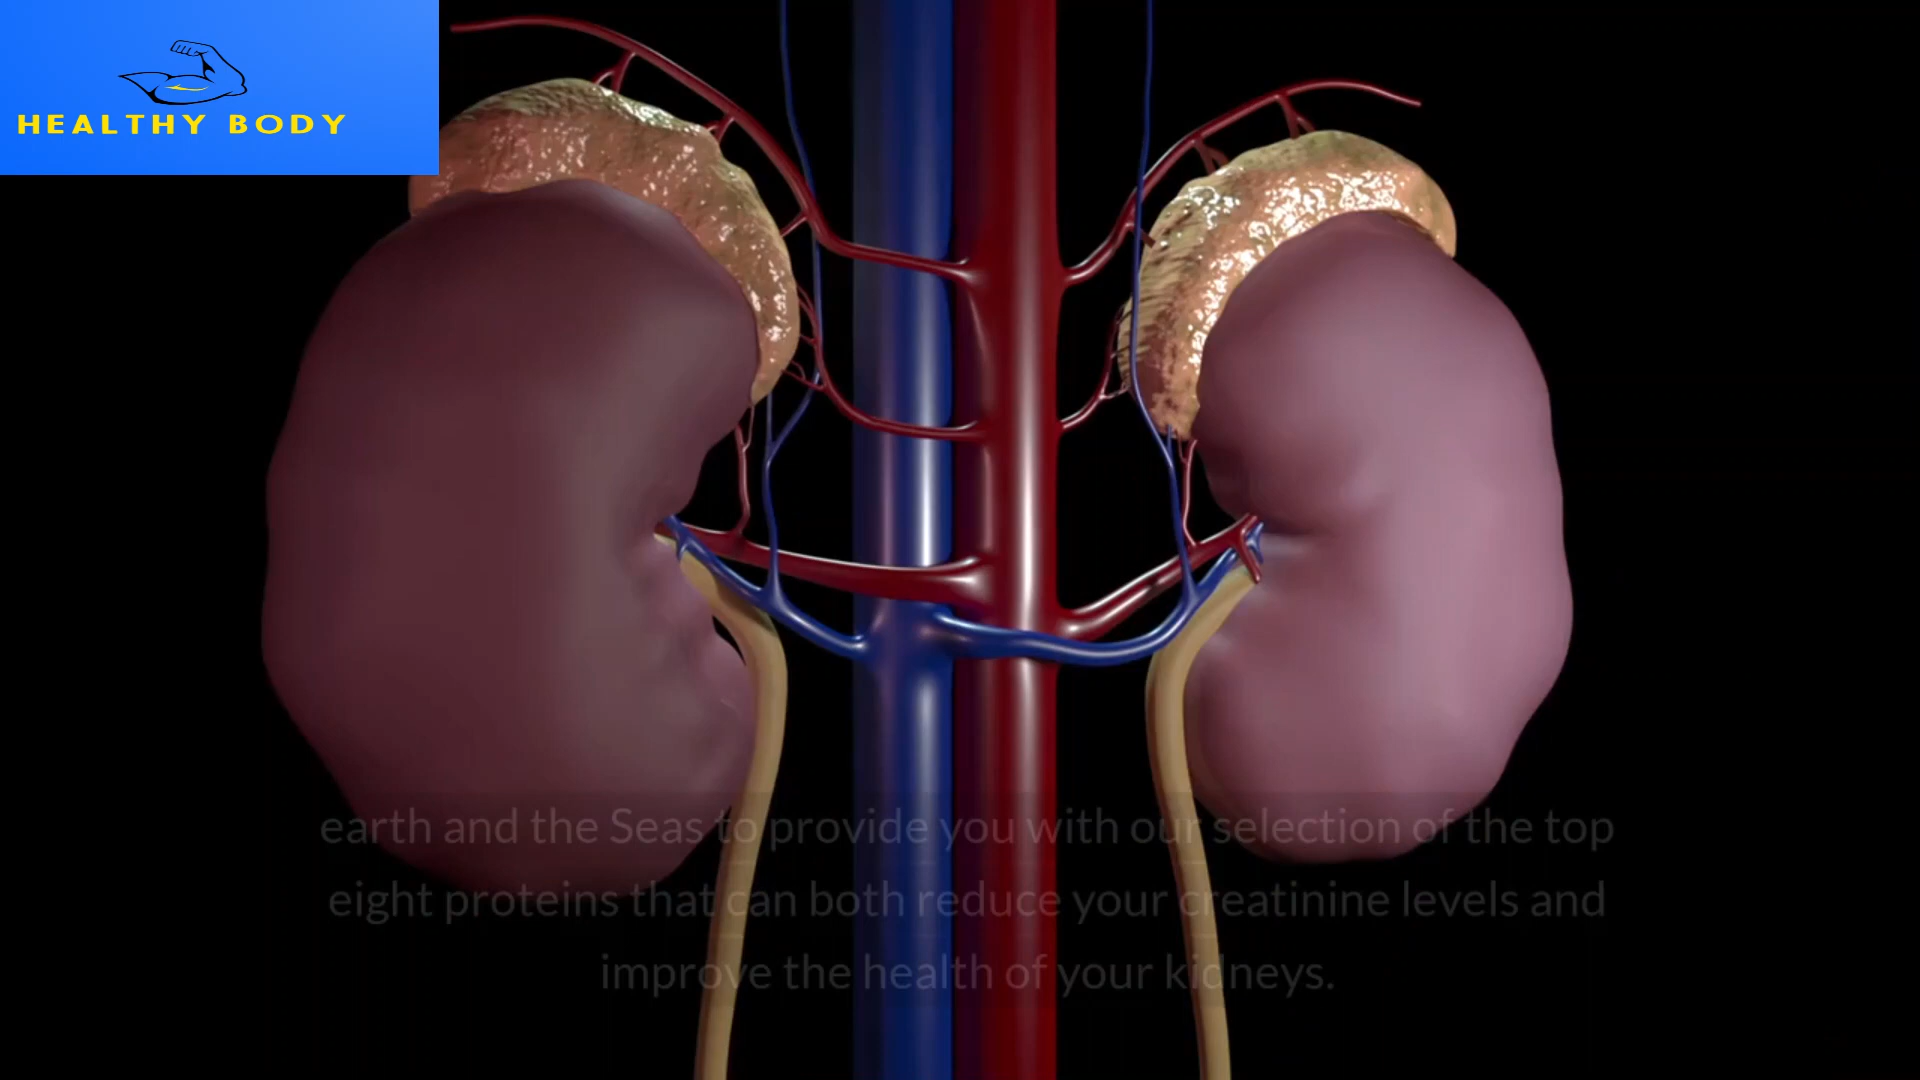 HEALTHY BODY
earth and the Seas to provide you with our selection of the top
eight proteins that can both reduce your creatinine levels and
improve the health of your kidneys.